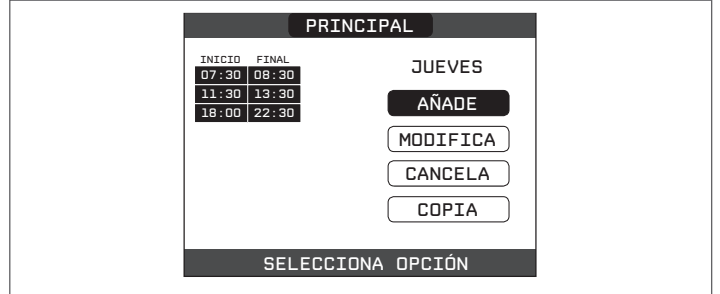 PRINCIPAL
INICIO FINAL
07:30 08:30
11:30 13:30
18:00 22:30
JUEVES
AÑADE
MODIFICA
CANCELA
COPIA
SELECCIONA OPCIÓN